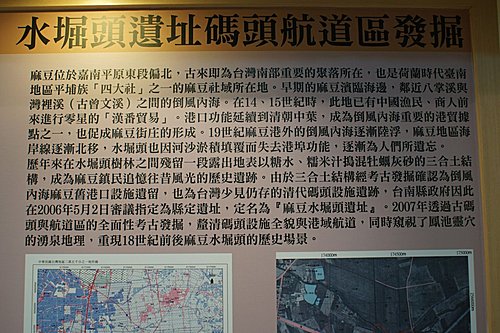 水堀頭遺址碼頭航道區發掘
麻豆位於嘉南平原東段偏北，古來即為台灣南部重要的聚落所在，也是荷蘭時代臺南
地區平埔族「四大社」之一的麻豆社域所在地。早期的麻豆濱臨海邊，鄰近八掌溪與
灣裡溪（古曾文溪）之間的倒風內海。在14、15世紀時，此地已有中國漁民、商人前
來進行零星的「漢番貿易」。港口功能延續到清朝中葉，成為倒風內海重要的港貿據
點之一，也促成麻豆街庄的形成。19世紀麻豆港外的倒風內海逐漸陸浮，麻豆地區海
岸線逐漸北移，水堀頭也因河沙淤積填覆而失去港埠功能，逐漸為人們所遺忘。
歷年來在水堀頭樹林之間殘留一段露出地表以糖水、糯米汁搗混牡蠣灰砂的三合土結
構，成為麻豆鎮民追憶往昔風光的歷史遺跡。由於三合土結構經考古發掘確認為倒風
內海麻豆舊港口設施遺留，也為台灣少見仍存的清代碼頭設施遺跡，台南縣政府因此
在2006年5月2日審議指定為縣定遺址，定名為『麻豆水堀頭遺址』。2007年透過古碼
頭與航道區的全面性考古發掘，釐清碼頭設施全貌與港域航道，同時窺視了鳳池靈穴
的湧泉地理，重現18世紀前後麻豆水堀頭的歷史場景。
174000m
174500m
175000m